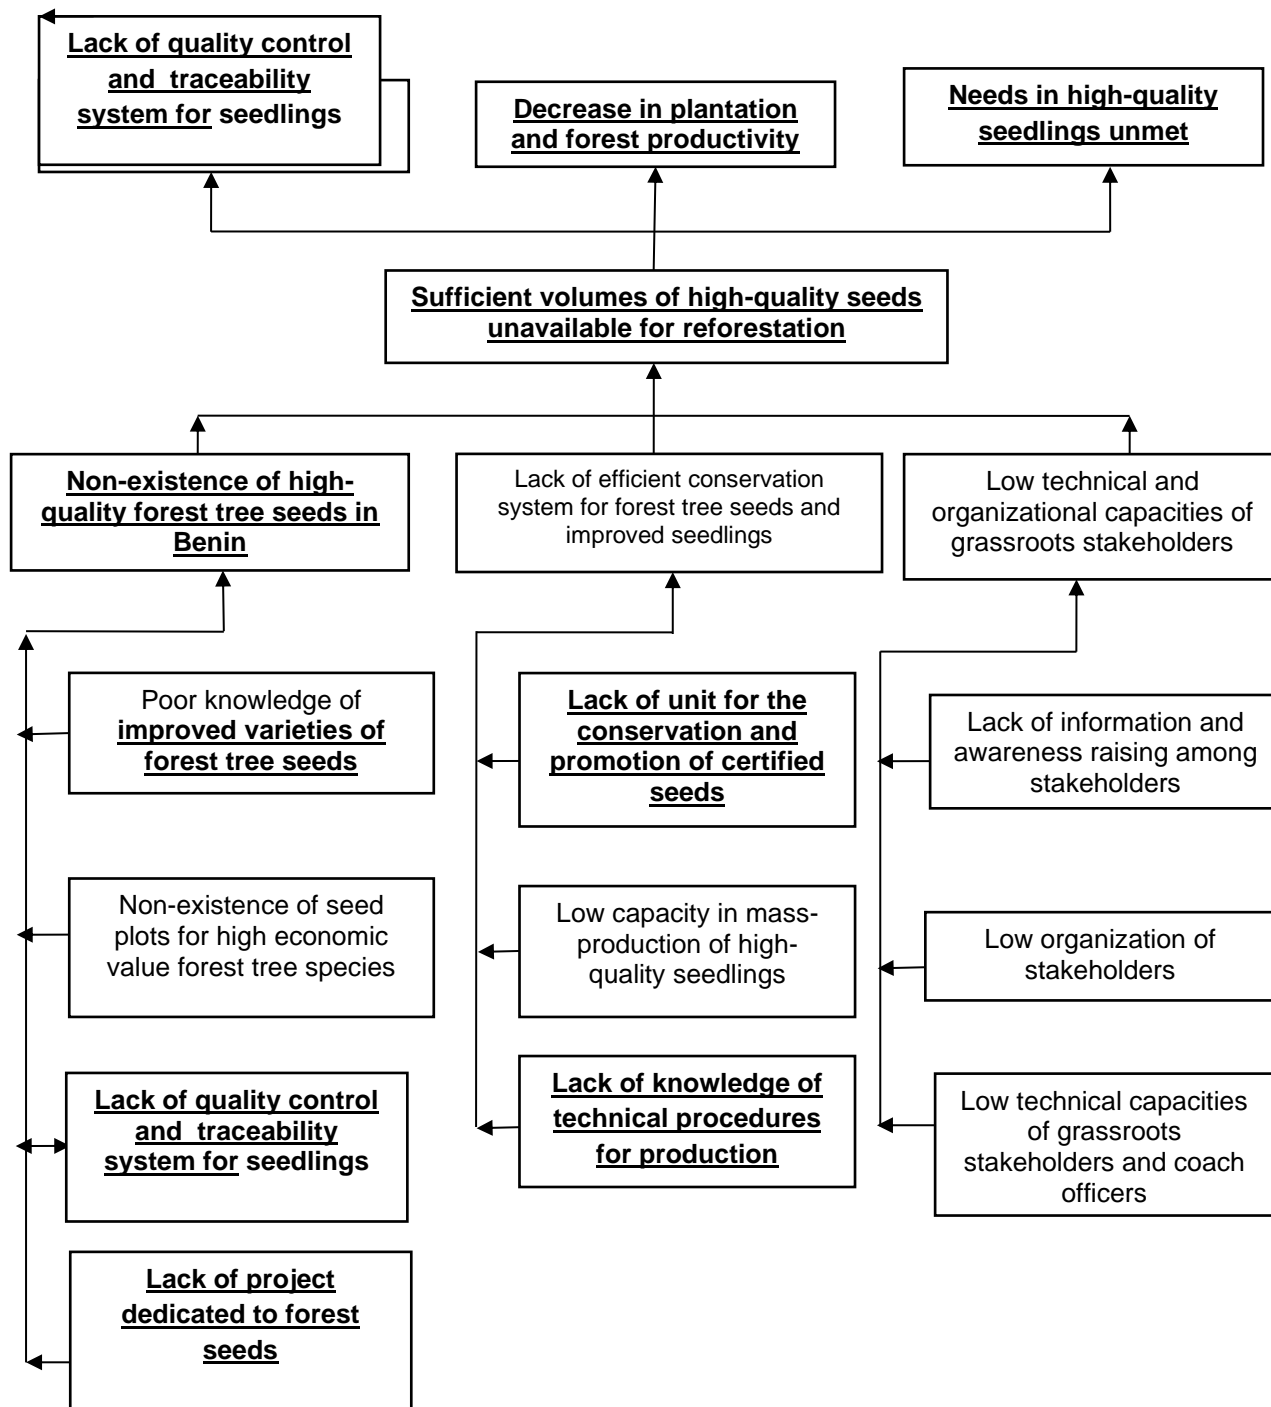 Lack of quality control
and traceability
system for seedlings
Decrease in plantation
and forest productivity
Needs in high-quality
seedlings unmet
Sufficient volumes of high-quality seeds
unavailable for reforestation
Non-existence of high-
quality forest tree seeds in
Benin
Lack of efficient conservation
system for forest tree seeds and
improved seedlings
Low technical and
organizational capacities of
grassroots stakeholders
Poor knowledge of
improved varieties of
forest tree seeds
Lack of unit for the
conservation and
promotion of certified
seeds
Lack of information and
awareness raising among
stakeholders
Non-existence of seed
plots for high economic
value forest tree species
Low capacity in mass-
production of high-
quality seedlings
Low organization of
stakeholders
Lack of quality control
and traceability
system for seedlings
Lack of knowledge of
technical procedures
for production
Low technical capacities
of grassroots
stakeholders and coach
officers
Lack of project
dedicated to forest
seeds